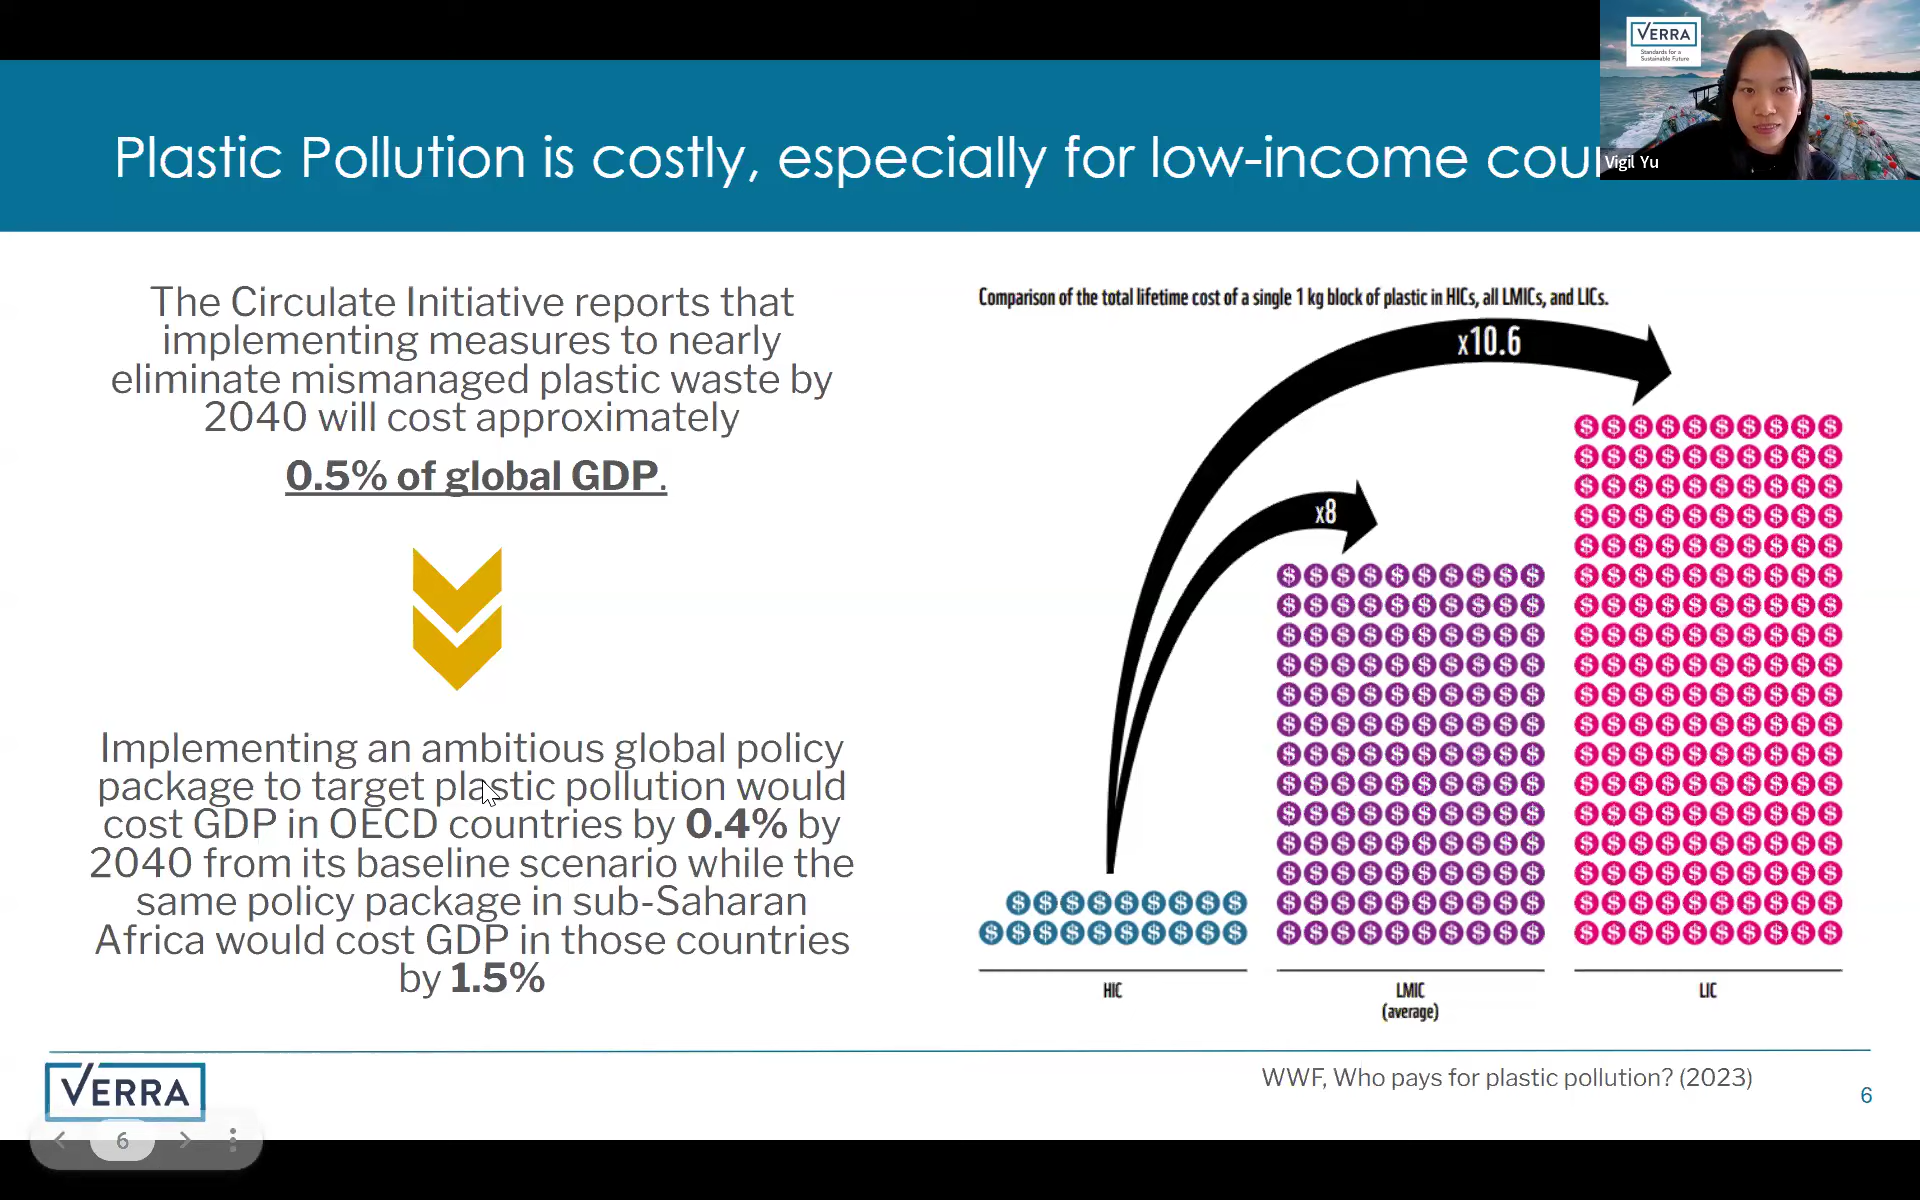 VERRA
Standards for a
Sustainable Future
Vigil Yu
Plastic Pollution is costly, especially for low-income cou
The Circulate Initiative reports that
implementing measures to nearly
eliminate mismanaged plastic waste by
2040 will cost approximately
0.5% of global GDP.
Implementing an ambitious global policy
package to target plastic pollution would
cost GDP in OECD countries by 0.4% by
2040 from its baseline scenario while the
same policy package in sub-Saharan
Africa would cost GDP in those countries
by 1.5%
Comparison of the total lifetime cost of a single 1 kg block of plastic in HICs, all LMICs, and LICs.
x10.6
x8
HIC
LMIC
(average)
LIC
WWF, Who pays for plastic pollution? (2023)
6
VERRA
6